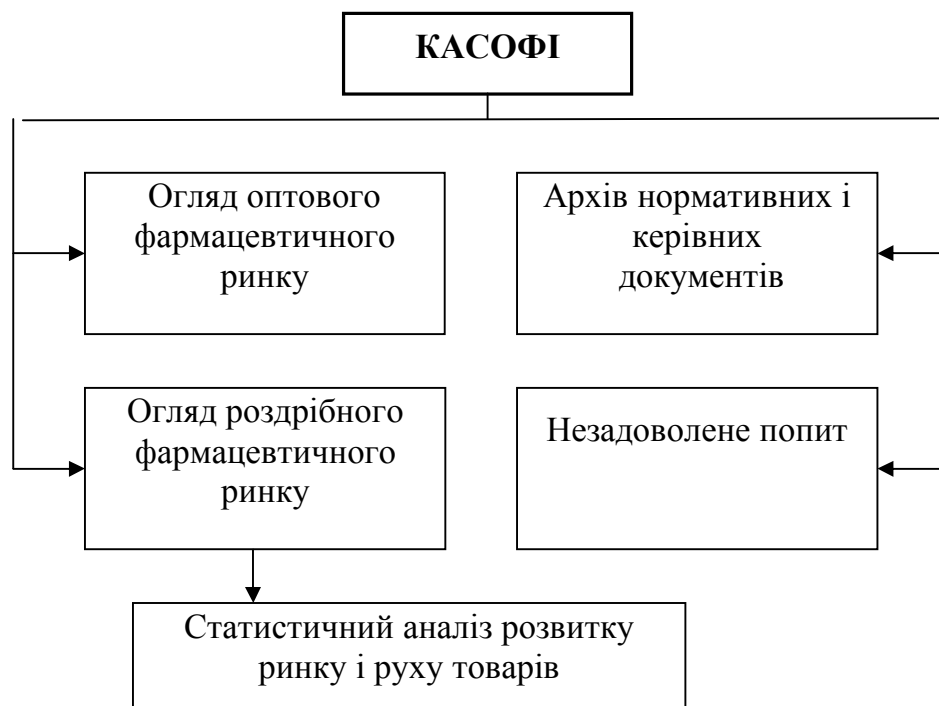 КАСОФІ
Огляд оптового
фармацевтичного
ринку
Архів нормативних і
керівних
документів
Огляд роздрібного
фармацевтичного
ринку
Незадоволене попит
Статистичний аналіз розвитку
ринку і руху товарів